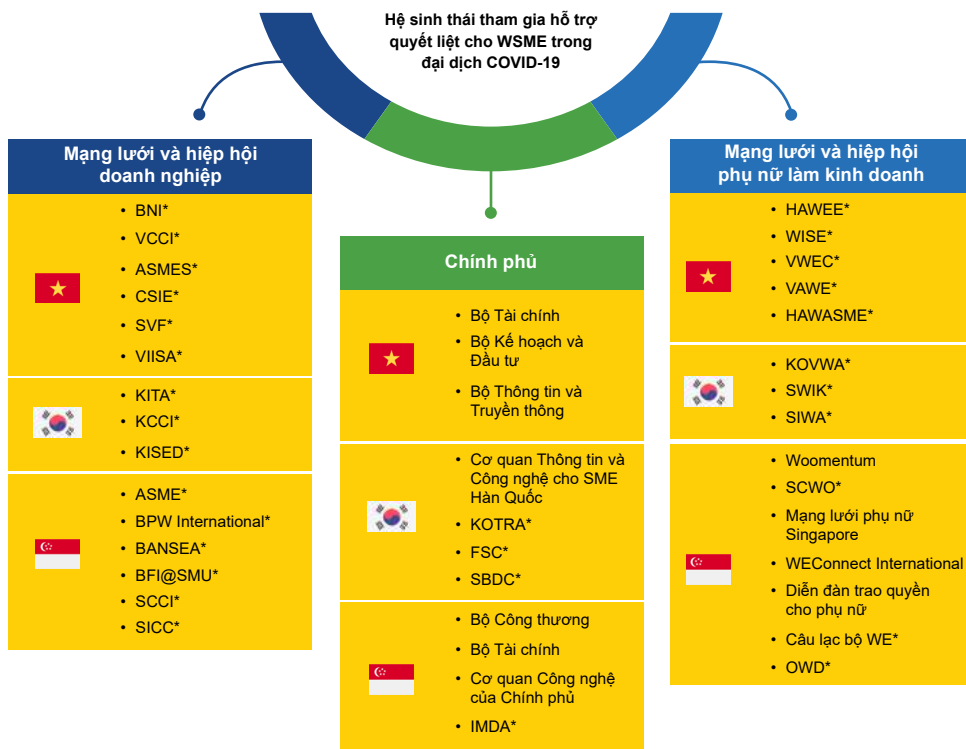 Hệ sinh thái tham gia hỗ trợ
quyết liệt cho WSME trong
đại dịch COVID-19
Mạng lưới và hiệp hội
doanh nghiệp
• BNI*
• VCCI*
• ASMES*
• CSIE*
• SVF*
• VIISA*
• KITA*
• KCCI*
• KISED*
• ASME*
• BPW International*
• BANSEA*
• BFI@SMU*
• SCCI*
• SICC*
Chính phủ
• Bộ Tài chính
• Bộ Kế hoạch và
Đầu tư
• Bộ Thông tin và
Truyền thông
• Cơ quan Thông tin và
Công nghệ cho SME
Hàn Quốc
• KOTRA*
• FSC*
• SBDC*
• Bộ Công thương
• Bộ Tài chính
• Cơ quan Công nghệ
của Chính phủ
• IMDA*
Mạng lưới và hiệp hội
phụ nữ làm kinh doanh
• HAWEE*
• WISE*
• VWEC*
• VAWE*
• HAWASME*
• KOVWA*
• SWIK*
• SIWA*
• Woomentum
• SCWO*
• Mạng lưới phụ nữ
Singapore
• WEConnect International
• Diễn đàn trao quyền
cho phụ nữ
• Câu lạc bộ WE*
• OWD*